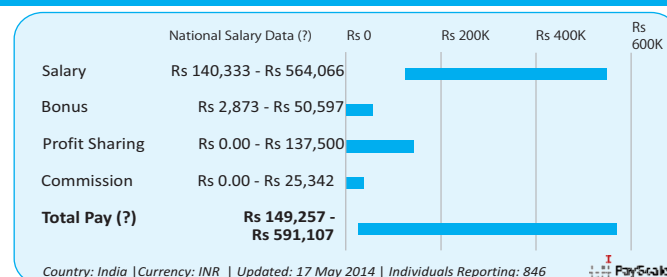 National Salary Data (?) Rs 0 Rs 200K Rs 400K Rs 600K
Salary Rs 140,333 - Rs 564,066
Bonus Rs 2,873 - Rs 50,597
Profit Sharing Rs 0.00 - Rs 137,500
Commission Rs 0.00 - Rs 25,342
Total Pay (?) Rs 149,257 -
Rs 591,107
Country: India |Currency: INR | Updated: 17 May 2014 | Individuals Reporting: 846